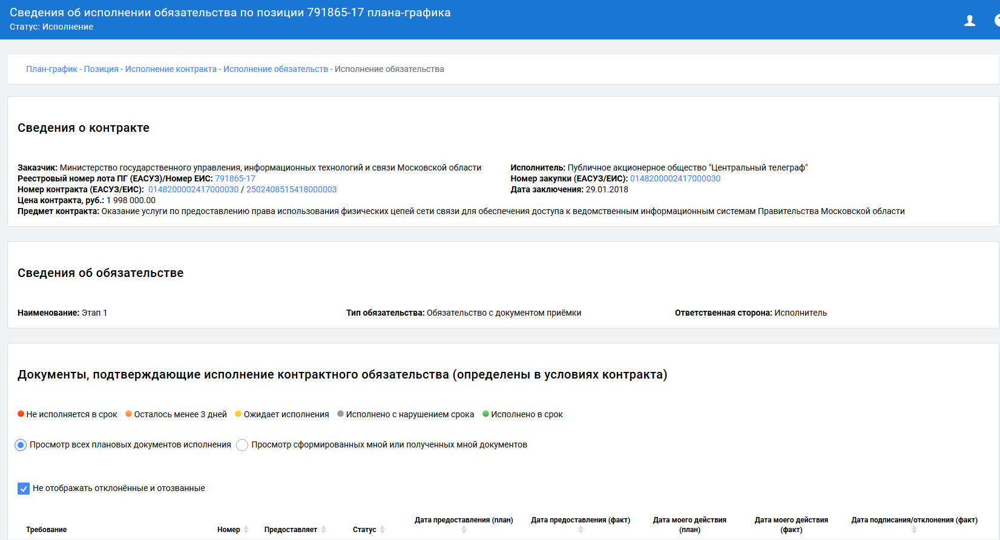 Сведения об исполнении обязательства по позиции 791865-17 плана-графика
Статус: Исполнение
План-график - Позиция - Исполнение контракта - Исполнение обязательств - Исполнение обязательства
Сведения о контракте
Заказчик: Министерство государственного управления, информационных технологий и связи Московской области
Исполнитель: Публичное акционерное общество "Центральный телеграф"
Реестровый номер лота ПГ (ЕАСУЗ)/Номер ЕИС: 791865-17
Номер закупки (ЕАСУЗ/ЕИС): 0148200002417000030
Номер контракта (ЕАСУЗ/ЕИС): 0148200002417000030 / 2502408515418000003
Дата заключения: 29.01.2018
Цена контракта, руб.: 1 998 000.00
Предмет контракта: Оказание услуги по предоставлению права использования физических цепей сети связи для обеспечения доступа к ведомственным информационным системам Правительства Московской области
Сведения об обязательстве
Наименование: Этап 1
Тип обязательства: Обязательство с документом приёмки
Ответственная сторона: Исполнитель
Документы, подтверждающие исполнение контрактного обязательства (определены в условиях контракта)
Не исполняется в срок Осталось менее 3 дней Ожидает исполнения Исполнено с нарушением срока Исполнено в срок
Просмотр всех плановых документов исполнения Просмотр сформированных мной или полученных мной документов
Не отображать отклонённые и отозванные
Требование
Номер
Предоставляет
Статус
Дата предоставления (план)
Дата предоставления (факт)
Дата моего действия
(план)
Дата моего действия
(факт)
Дата подписания/отклонения (факт)